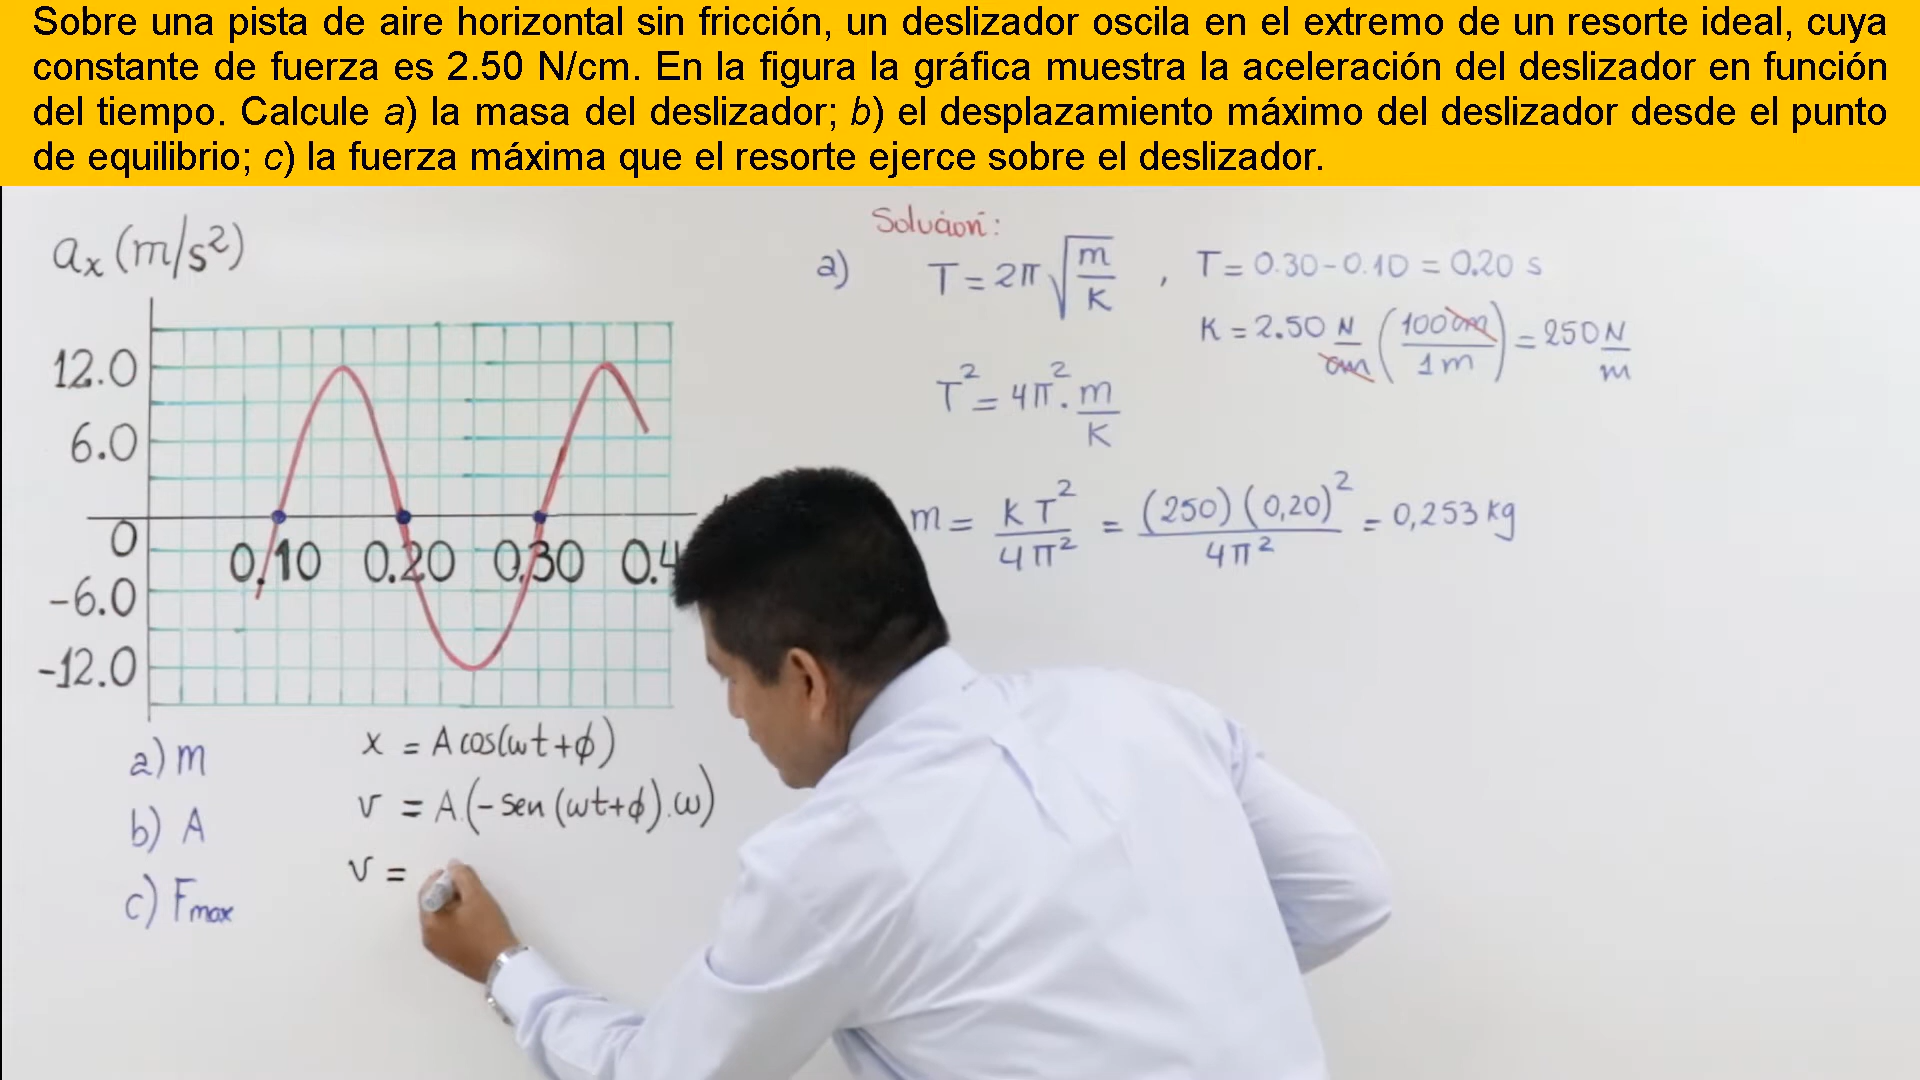 Sobre una pista de aire horizontal sin fricción, un deslizador oscila en el extremo de un resorte ideal, cuya
constante de fuerza es 2.50 N/cm. En la figura la gráfica muestra la aceleración del deslizador en función
del tiempo. Calcule a) la masa del deslizador; b) el desplazamiento máximo del deslizador desde el punto
de equilibrio; c) la fuerza máxima que el resorte ejerce sobre el deslizador.
aₓ (m/s²)
12.0
6.0
0
-6.0
-12.0
0.10 0.20 0.30 0.4
a) m
b) A
c) Fmax
x = A cos(ωt+ϕ)
v = A.(-sen (ωt+ϕ).ω)
v =
Solución:
a) T = 2π √(m/K) , T = 0.30-0.10 = 0.20 s
K = 2.50 N/cm (100cm/1m) = 250 N/m
T² = 4π². m/K
m = KT²/4π² = (250)(0,20)²/4π² = 0,253 kg